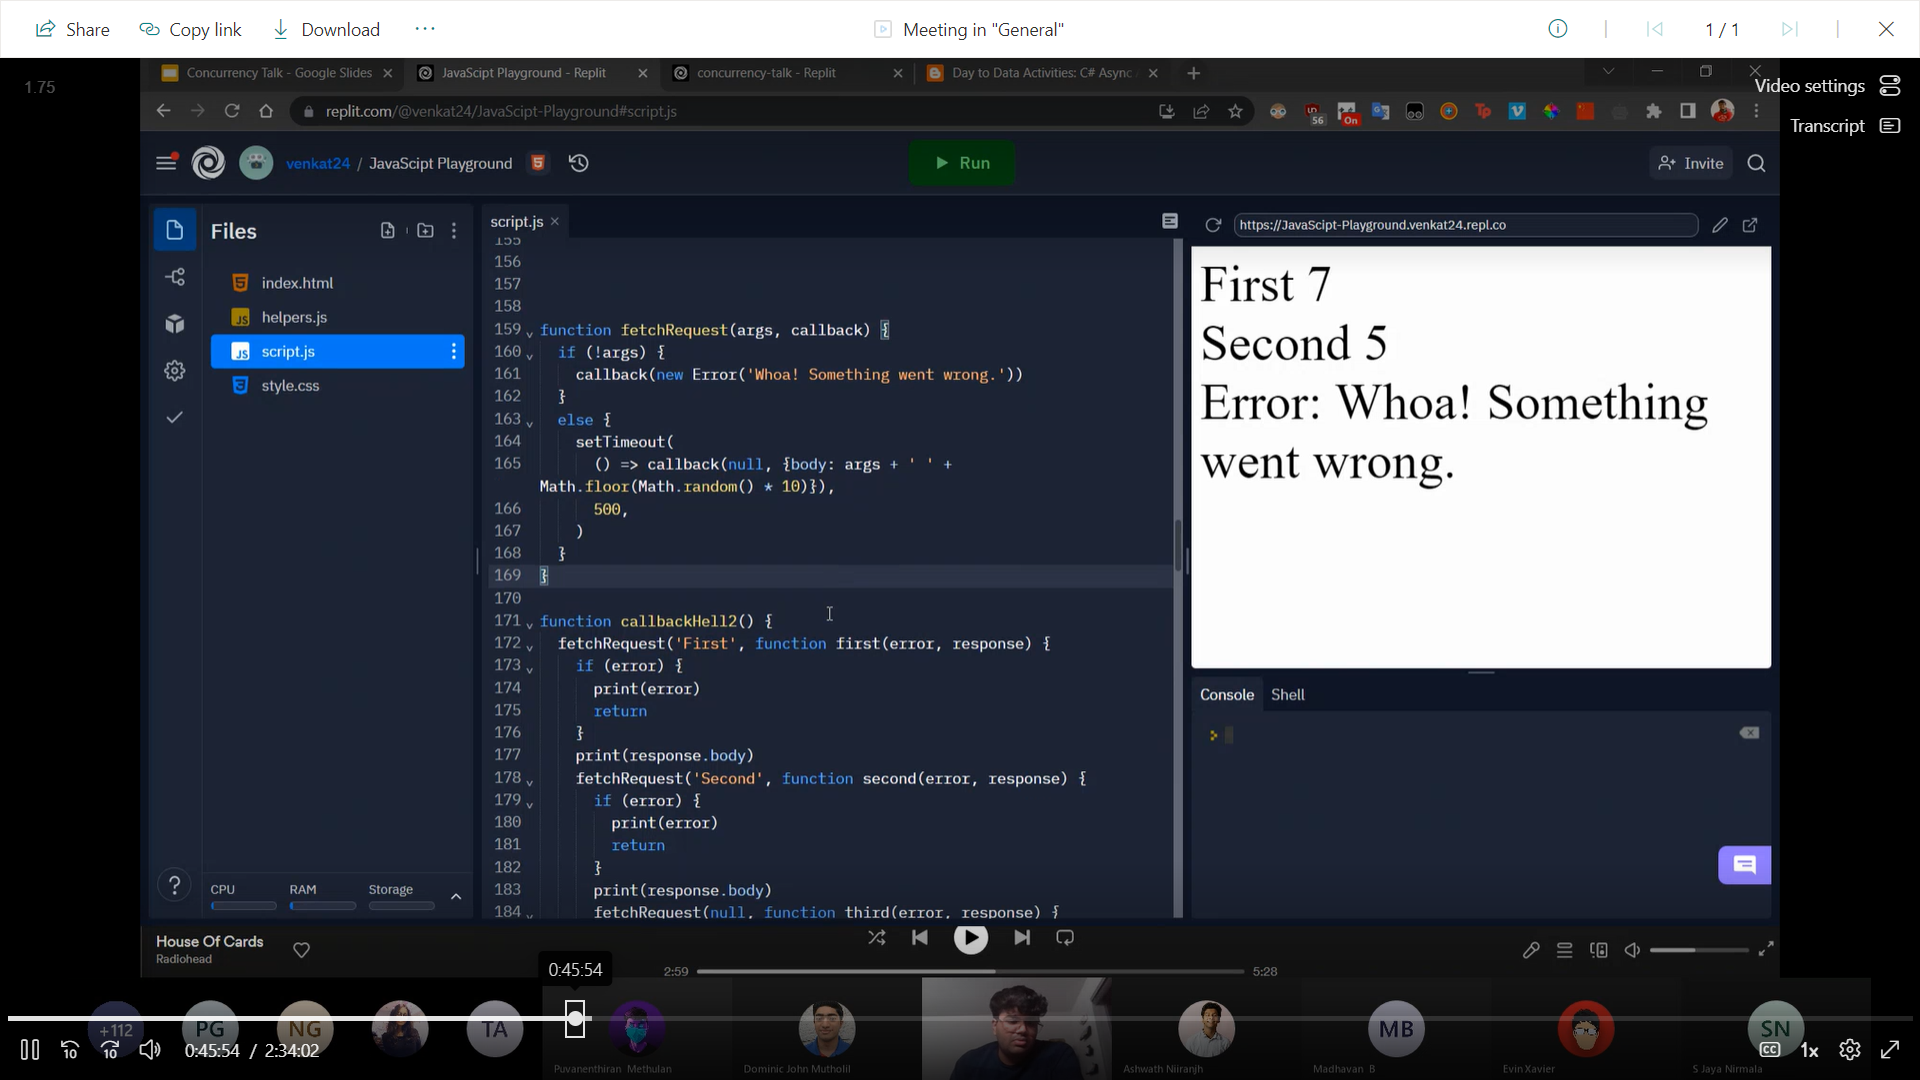 Share
Copy link
Download
Meeting in "General"
1 / 1
1.75
Concurrency Talk - Google Slides
JavaScipt Playground - Replit
concurrency-talk - Replit
Day to Data Activities: C# Async
Video settings
replit.com/@venkat24/JavaScipt-Playground#script.js
56
On
Tp
Transcript
venkat24 / JavaScipt Playground
Run
Invite
Files
script.js
https://JavaScipt-Playground.venkat24.repl.co
index.html
helpers.js
script.js
style.css
155
156
157
158
159 function fetchRequest(args, callback) {
160 if (!args) {
161 callback(new Error('Whoa! Something went wrong.'))
162 }
163 else {
164 setTimeout(
165 () => callback(null, {body: args + ' ' +
Math.floor(Math.random() * 10)}),
166 500,
167 )
168 }
169 }
170
171 function callbackHell2() {
172 fetchRequest('First', function first(error, response) {
173 if (error) {
174 print(error)
175 return
176 }
177 print(response.body)
178 fetchRequest('Second', function second(error, response) {
179 if (error) {
180 print(error)
181 return
182 }
183 print(response.body)
184 fetchRequest(null, function third(error, response) {
First 7
Second 5
Error: Whoa! Something
went wrong.
Console
Shell
CPU
RAM
Storage
House Of Cards
Radiohead
2:59
5:28
0:45:54
+112
PG
NG
TA
MB
SN
0:45:54 / 2:34:02
10
10
CC
1x
Puvanenthiran Methulan
Dominic John Mutholil
Ashwath Niiranjh
Madhavan B
Evin Xavier
S Jaya Nirmala